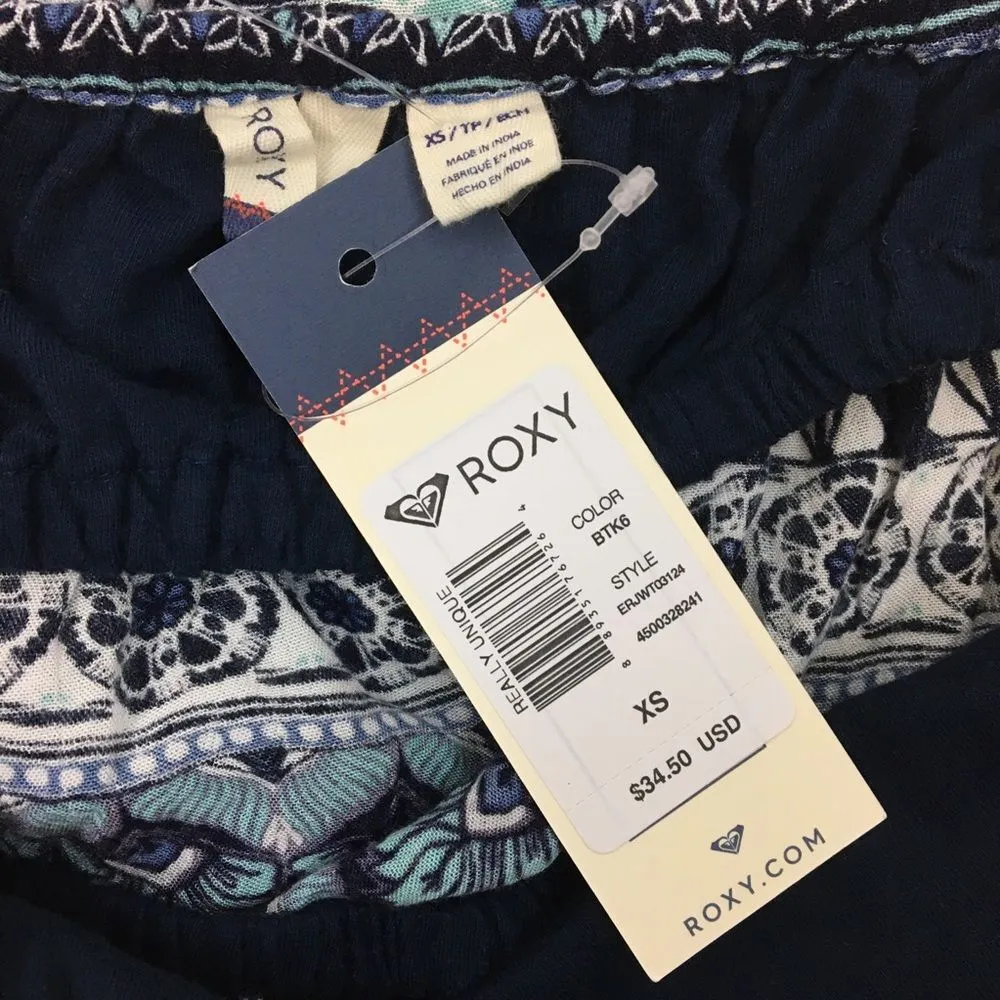 ROXY
XS / TP / ECH
MADE IN INDIA
FABRIQUÉ EN INDE
HECHO EN INDIA
ROXY
REALLY UNIQUE
COLOR
BTK6
STYLE
ERJWT03124
4500328241
XS
$34.50 USD
ROXY.COM